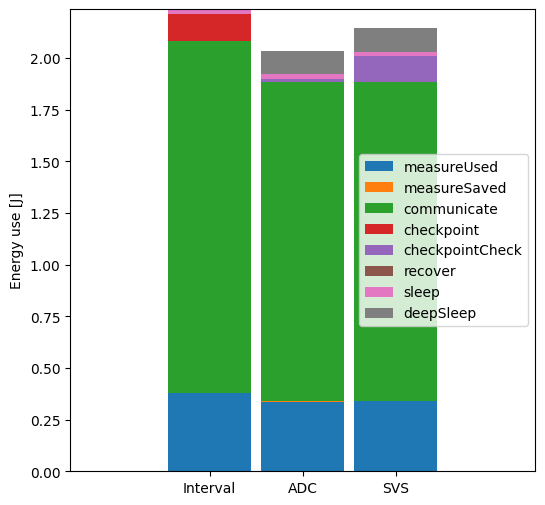 Energy use [J]
2.00
1.75
1.50
1.25
1.00
0.75
0.50
0.25
0.00
Interval
ADC
SVS
measureUsed
measureSaved
communicate
checkpoint
checkpointCheck
recover
sleep
deepSleep